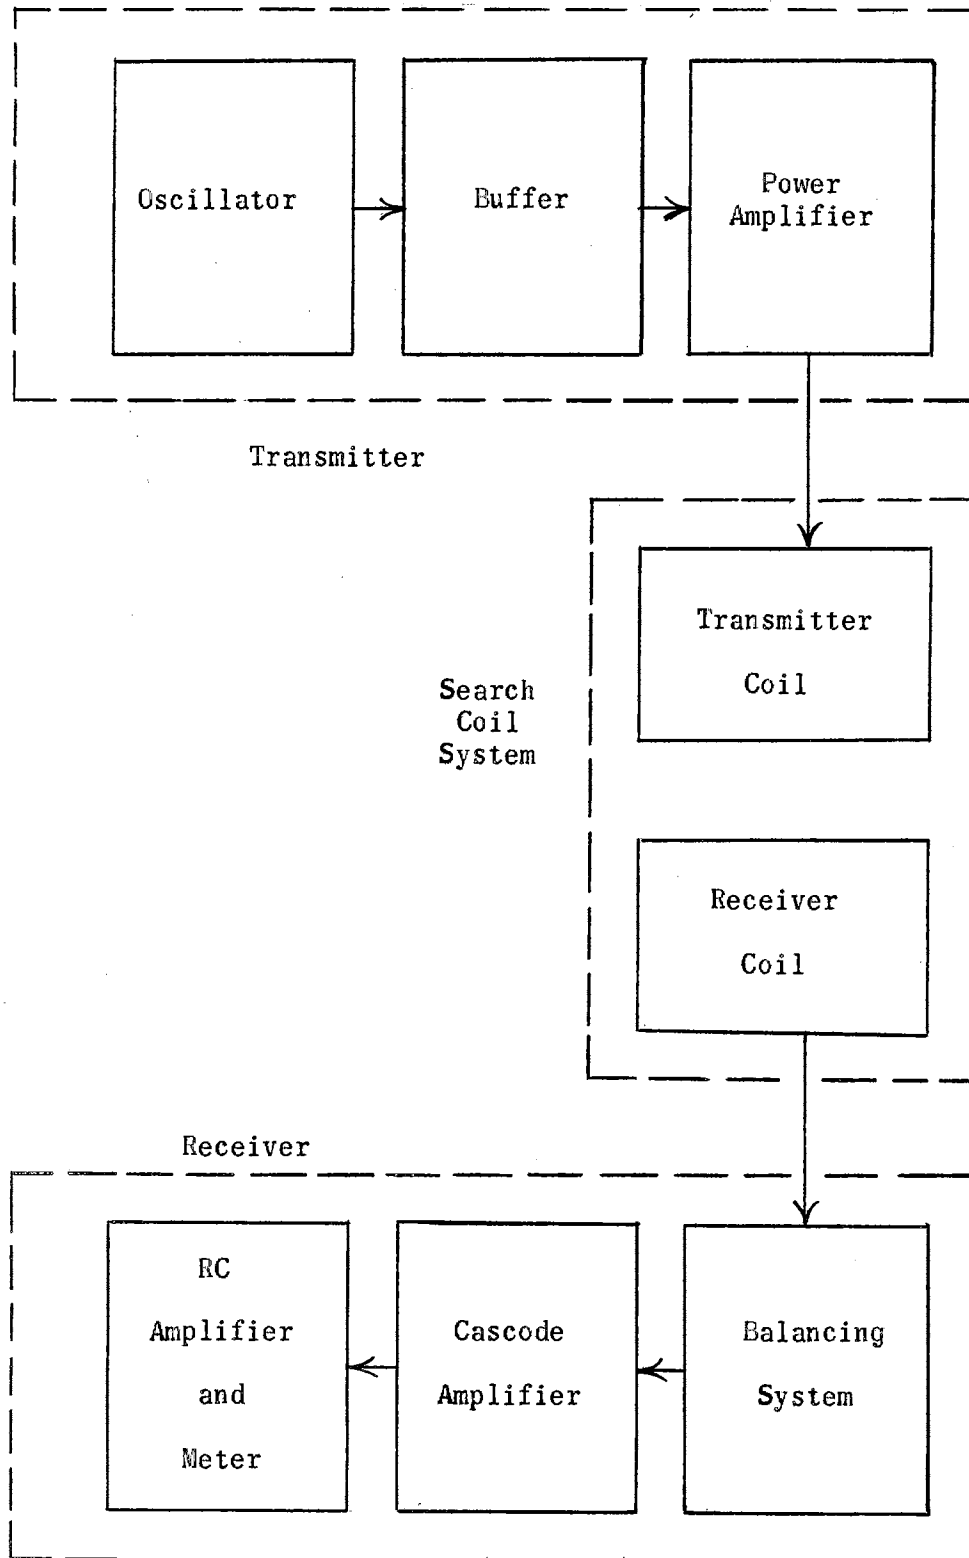 Oscillator
Buffer
Power
Amplifier
Transmitter
Transmitter
Coil
Search
Coil
System
Receiver
Coil
Receiver
RC
Amplifier
and
Meter
Cascode
Amplifier
Balancing
System